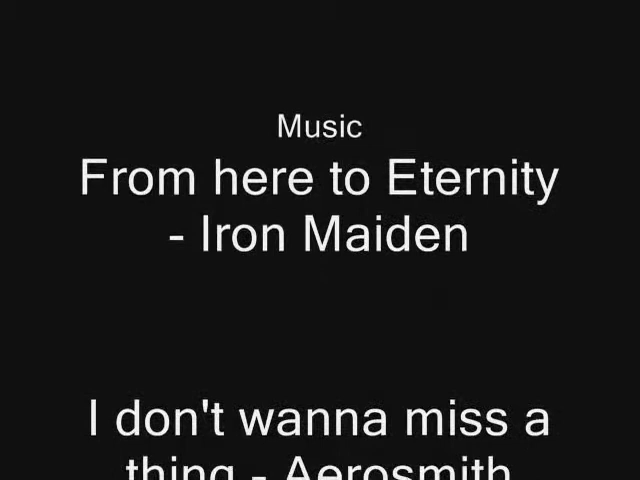 Music
From here to Eternity
- Iron Maiden
I don't wanna miss a
thing - Aerosmith